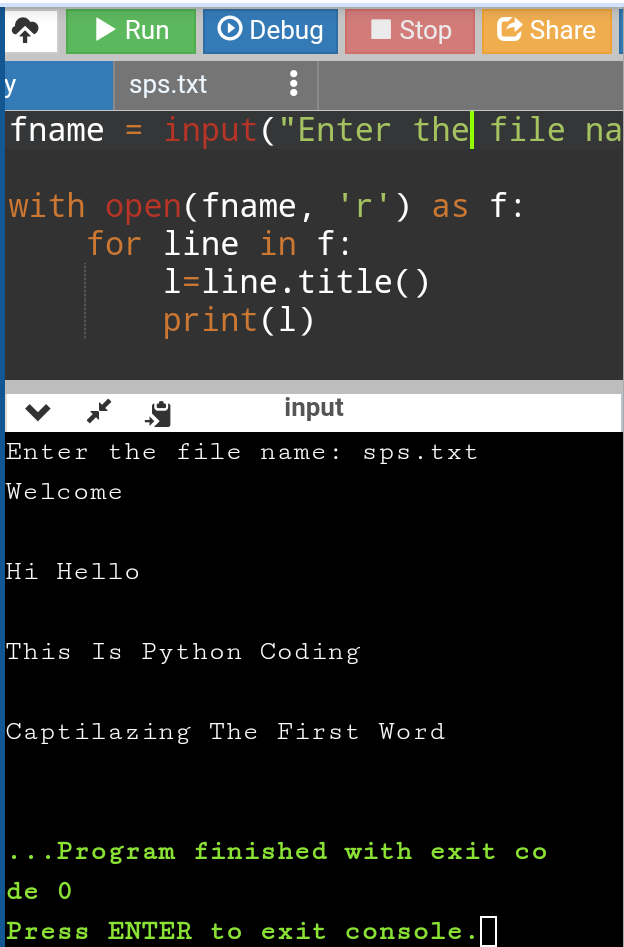 Run Debug Stop Share
y sps.txt
fname = input("Enter the file na
with open(fname, 'r') as f:
for line in f:
l=line.title()
print(l)
input
Enter the file name: sps.txt
Welcome
Hi Hello
This Is Python Coding
Captilazing The First Word
...Program finished with exit co
de 0
Press ENTER to exit console.